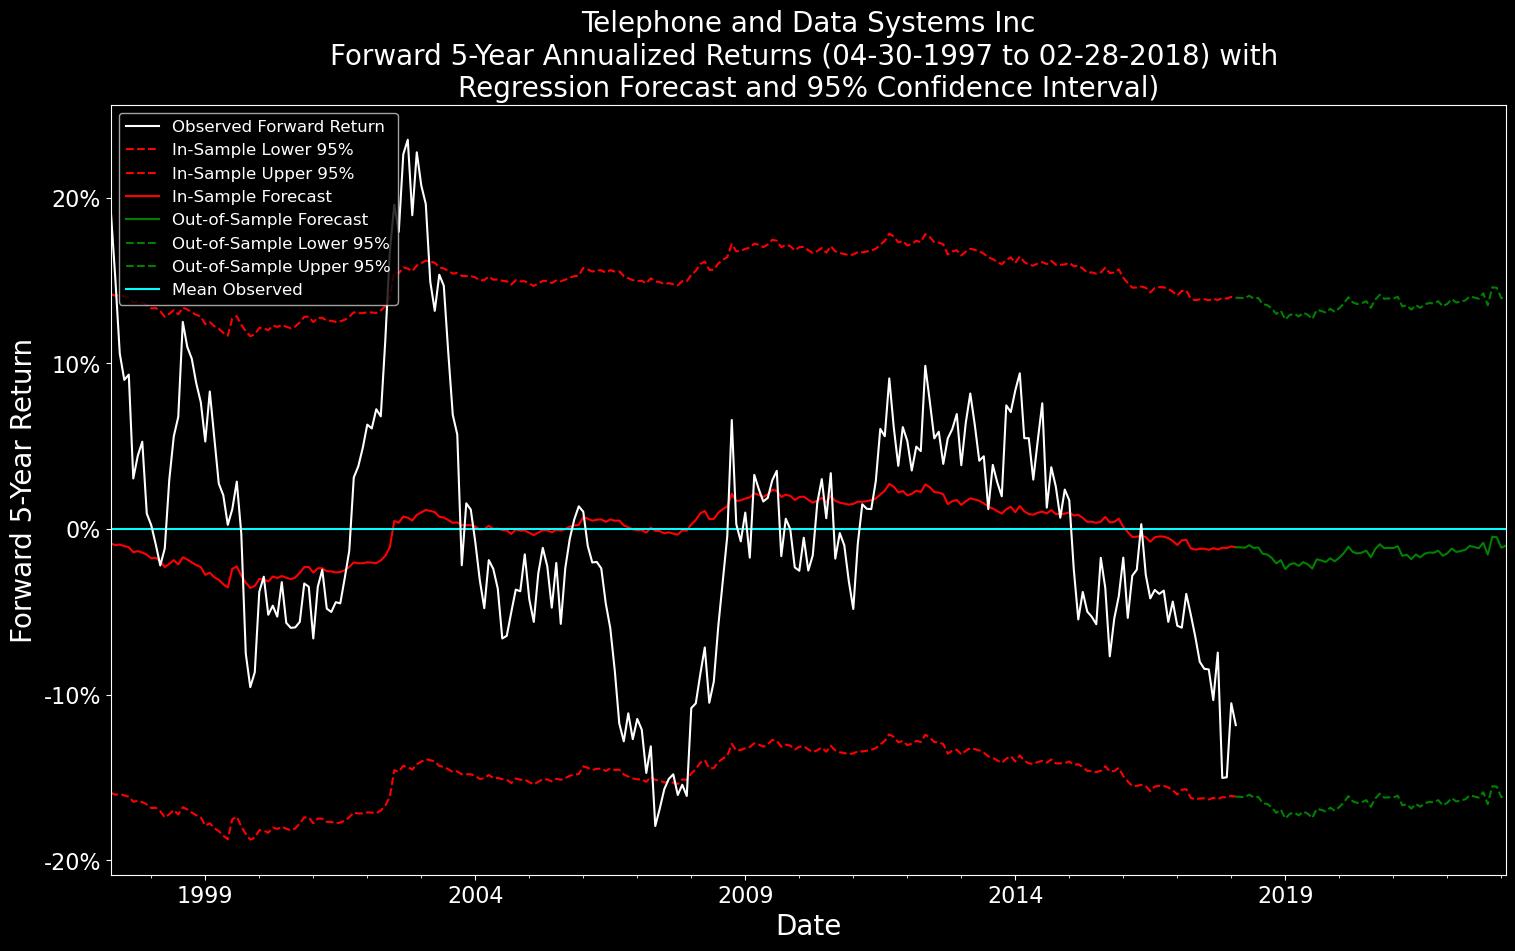 Telephone and Data Systems Inc
Forward 5-Year Annualized Returns (04-30-1997 to 02-28-2018) with
Regression Forecast and 95% Confidence Interval)
Observed Forward Return
In-Sample Lower 95%
In-Sample Upper 95%
In-Sample Forecast
Out-of-Sample Forecast
Out-of-Sample Lower 95%
Out-of-Sample Upper 95%
Mean Observed
Forward 5-Year Return
20%
10%
0%
-10%
-20%
1999
2004
2009
2014
2019
Date